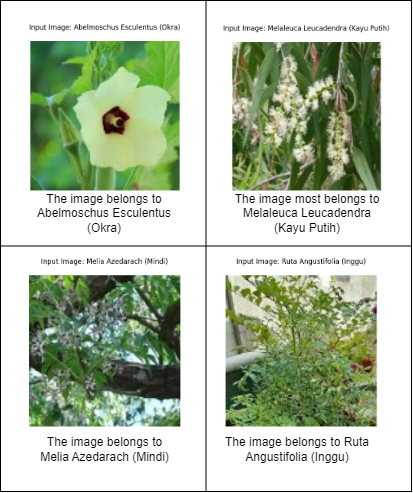 Input Image: Abelmoschus Esculentus (Okra)
The image belongs to
Abelmoschus Esculentus
(Okra)
Input Image: Melaleuca Leucadendra (Kayu Putih)
The image most belongs to
Melaleuca Leucadendra
(Kayu Putih)
Input Image: Melia Azedarach (Mindi)
The image belongs to
Melia Azedarach (Mindi)
Input Image: Ruta Angustifolia (Inggu)
The image belongs to Ruta
Angustifolia (Inggu)